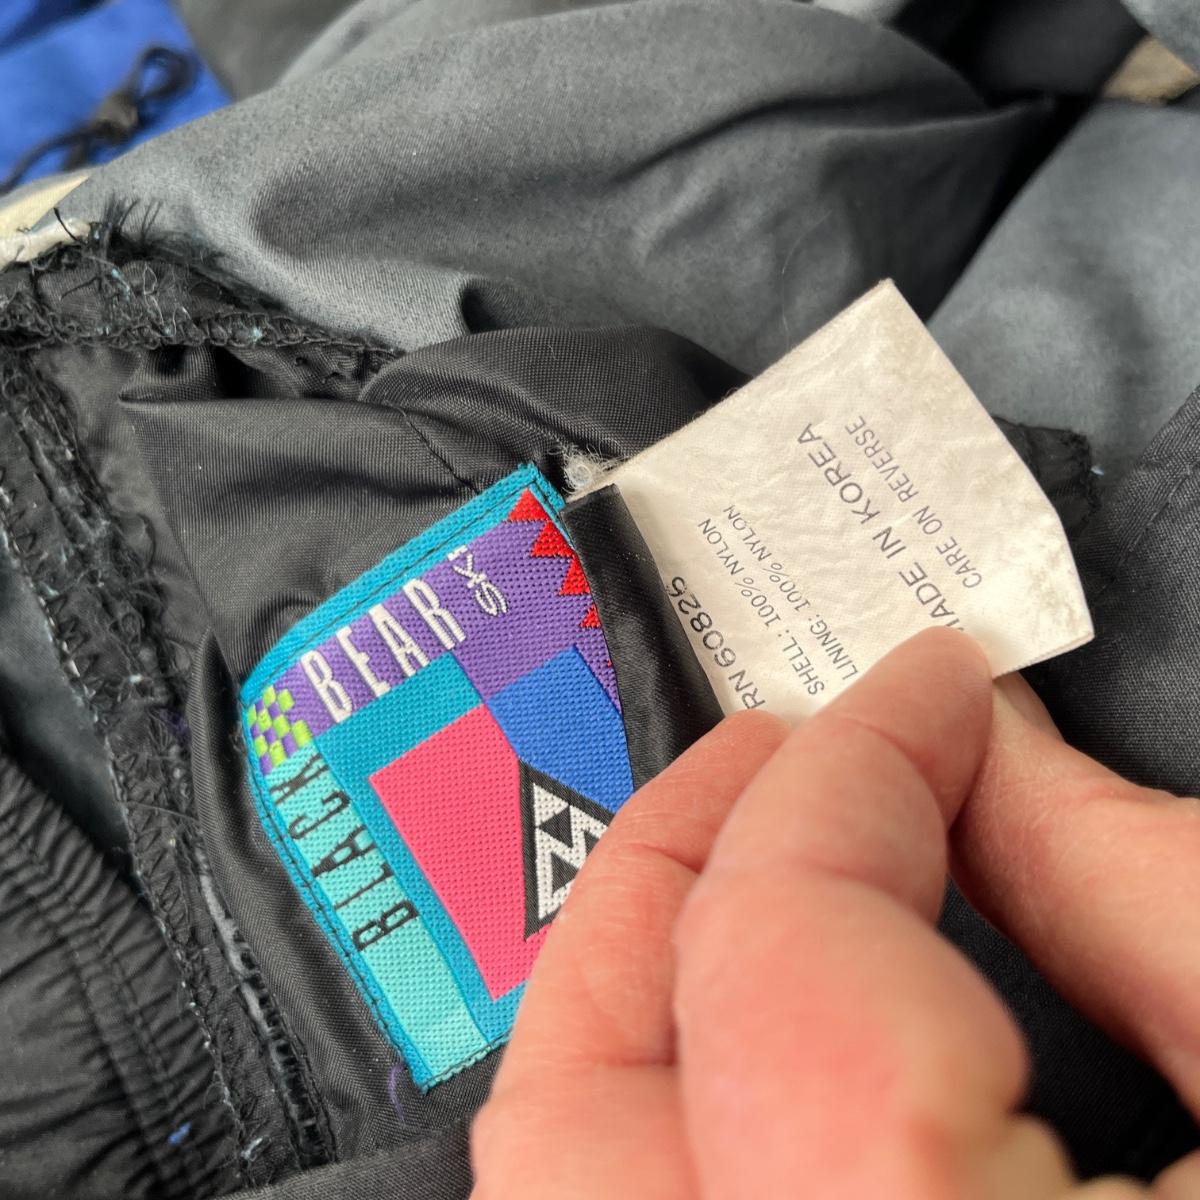 BLACK
BEAR
SKI
RN 60825
SHELL: 100% NYLON
LINING: 100% NYLON
MADE IN KOREA
CARE ON REVERSE